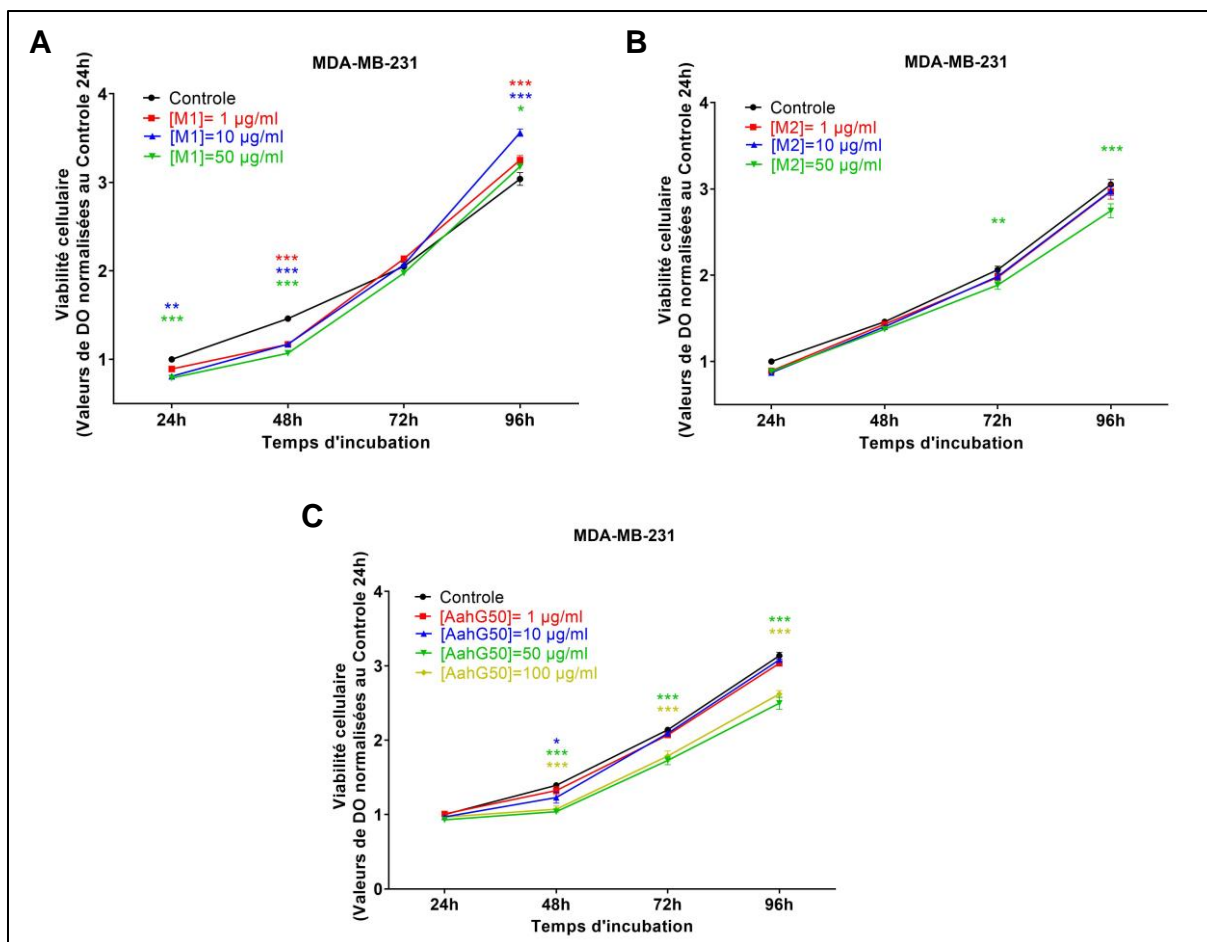 A
MDA-MB-231
Controle
[M1]= 1 µg/ml
[M1]=10 µg/ml
[M1]=50 µg/ml
**
***
***
***
***
***
***
*
Viabilité cellulaire
(Valeurs de DO normalisées au Controle 24h)
4
3
2
1
24h
48h
72h
96h
Temps d'incubation
B
MDA-MB-231
Controle
[M2]= 1 µg/ml
[M2]=10 µg/ml
[M2]=50 µg/ml
**
***
Viabilité cellulaire
(Valeurs de DO normalisées au Controle 24h)
4
3
2
1
24h
48h
72h
96h
Temps d'incubation
C
MDA-MB-231
Controle
[AahG50]= 1 µg/ml
[AahG50]=10 µg/ml
[AahG50]=50 µg/ml
[AahG50]=100 µg/ml
*
***
***
***
***
***
***
Viabilité cellulaire
(Valeurs de DO normalisées au Controle 24h)
4
3
2
1
0
24h
48h
72h
96h
Temps d'incubation